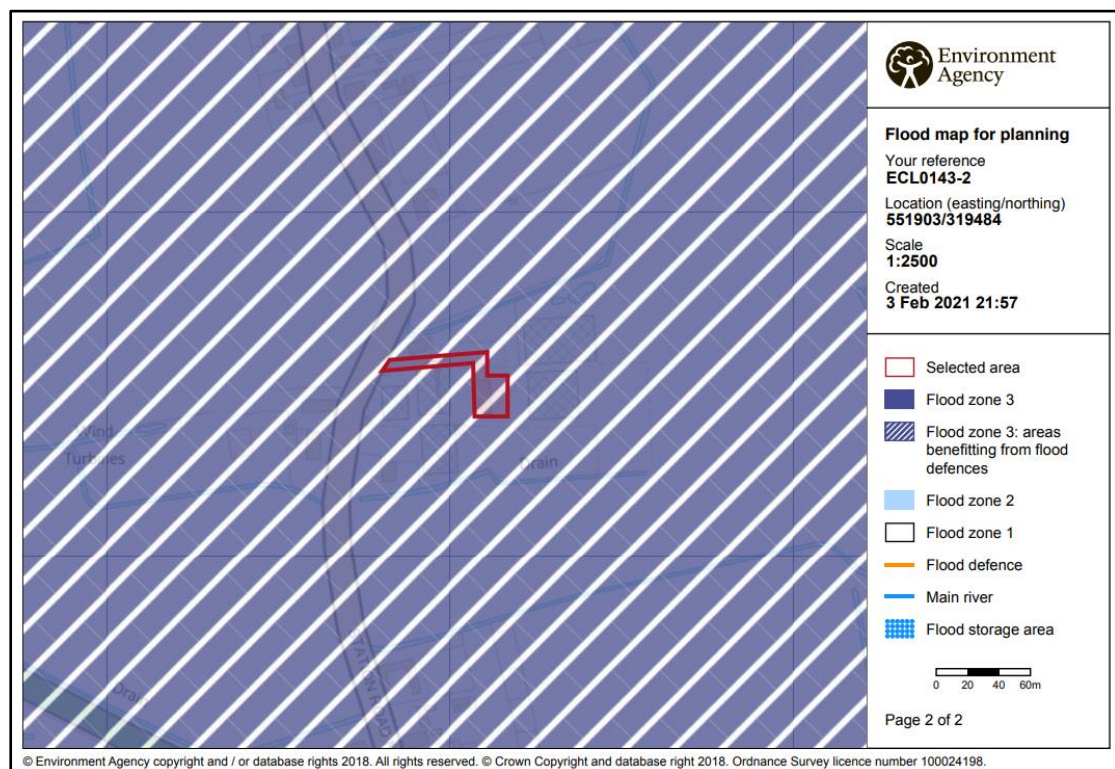 Wind
Turbines
Drain
STATION ROAD
Drain
Environment
Agency
Flood map for planning
Your reference
ECL0143-2
Location (easting/northing)
551903/319484
Scale
1:2500
Created
3 Feb 2021 21:57
Selected area
Flood zone 3
Flood zone 3: areas
benefitting from flood
defences
Flood zone 2
Flood zone 1
Flood defence
Main river
Flood storage area
0 20 40 60m
Page 2 of 2
© Environment Agency copyright and / or database rights 2018. All rights reserved. © Crown Copyright and database right 2018. Ordnance Survey licence number 100024198.